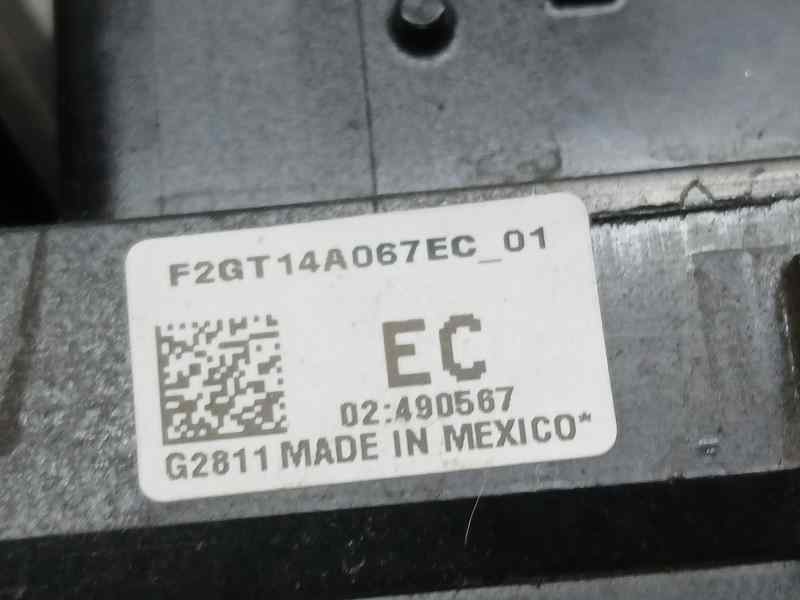 F2GT14A067EC_01
EC
02:490567
G2811 MADE IN MEXICO*